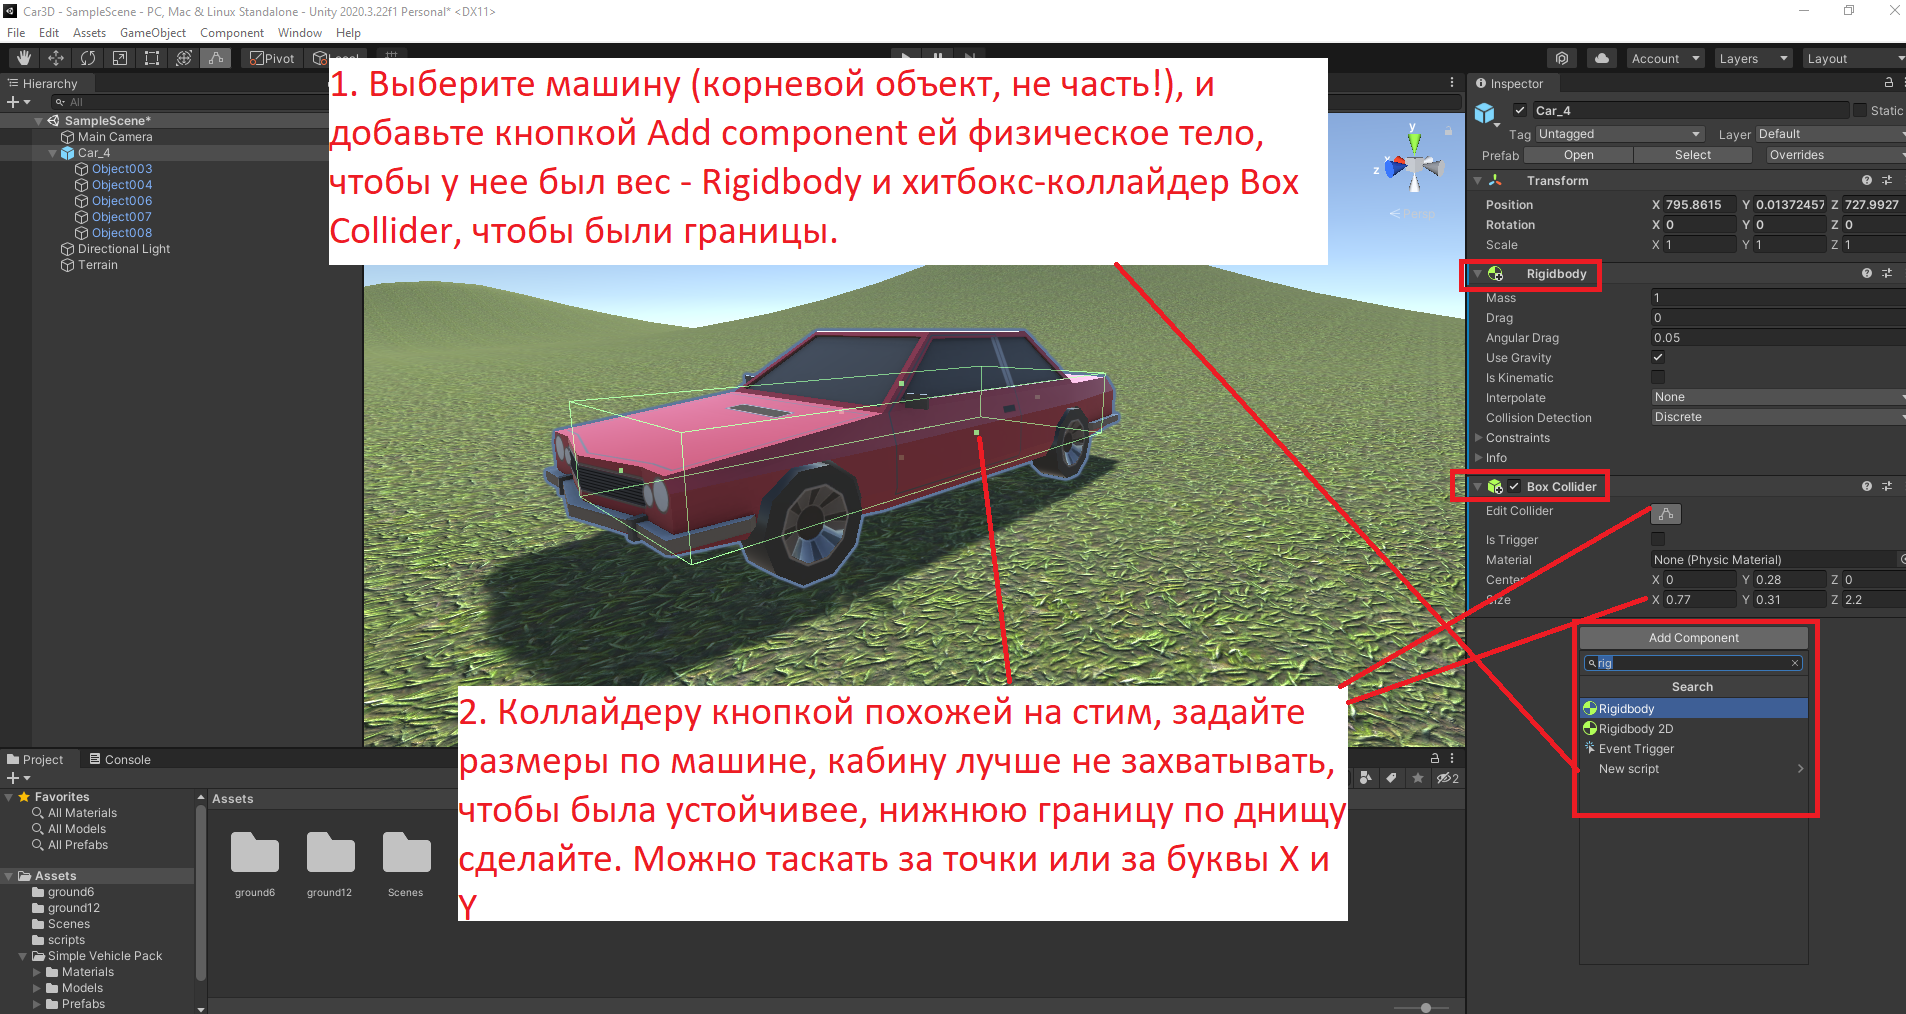 Car3D - SampleScene - PC, Mac & Linux Standalone - Unity 2020.3.22f1 Personal* <DX11>
File Edit Assets GameObject Component Window Help
Pivot
Account Layers Layout
Hierarchy
All
SampleScene*
Main Camera
Car_4
Object003
Object004
Object006
Object007
Object008
Directional Light
Terrain
1. Выберите машину (корневой объект, не часть!), и
добавьте кнопкой Add component ей физическое тело,
чтобы у нее был вес - Rigidbody и хитбокс-коллайдер Box
Collider, чтобы были границы.
y
x
z
Persp
2. Коллайдеру кнопкой похожей на стим, задайте
размеры по машине, кабину лучше не захватывать,
чтобы была устойчивее, нижнюю границу по днищу
сделайте. Можно таскать за точки или за буквы X и
Y
Inspector
Car_4 Static
Tag Untagged Layer Default
Prefab Open Select Overrides
Transform
Position X 795.8615 Y 0.01372457 Z 727.9927
Rotation X 0 Y 0 Z 0
Scale X 1 Y 1 Z 1
Rigidbody
Mass 1
Drag 0
Angular Drag 0.05
Use Gravity
Is Kinematic
Interpolate None
Collision Detection Discrete
Constraints
Info
Box Collider
Edit Collider
Is Trigger
Material None (Physic Material)
Center X 0 Y 0.28 Z 0
Size X 0.77 Y 0.31 Z 2.2
Add Component
rig
Search
Rigidbody
Rigidbody 2D
Event Trigger
New script
Project Console
2
Favorites
All Materials
All Models
All Prefabs
Assets
ground6
ground12
Scenes
scripts
Simple Vehicle Pack
Materials
Models
Prefabs
Assets
ground6 ground12 Scenes